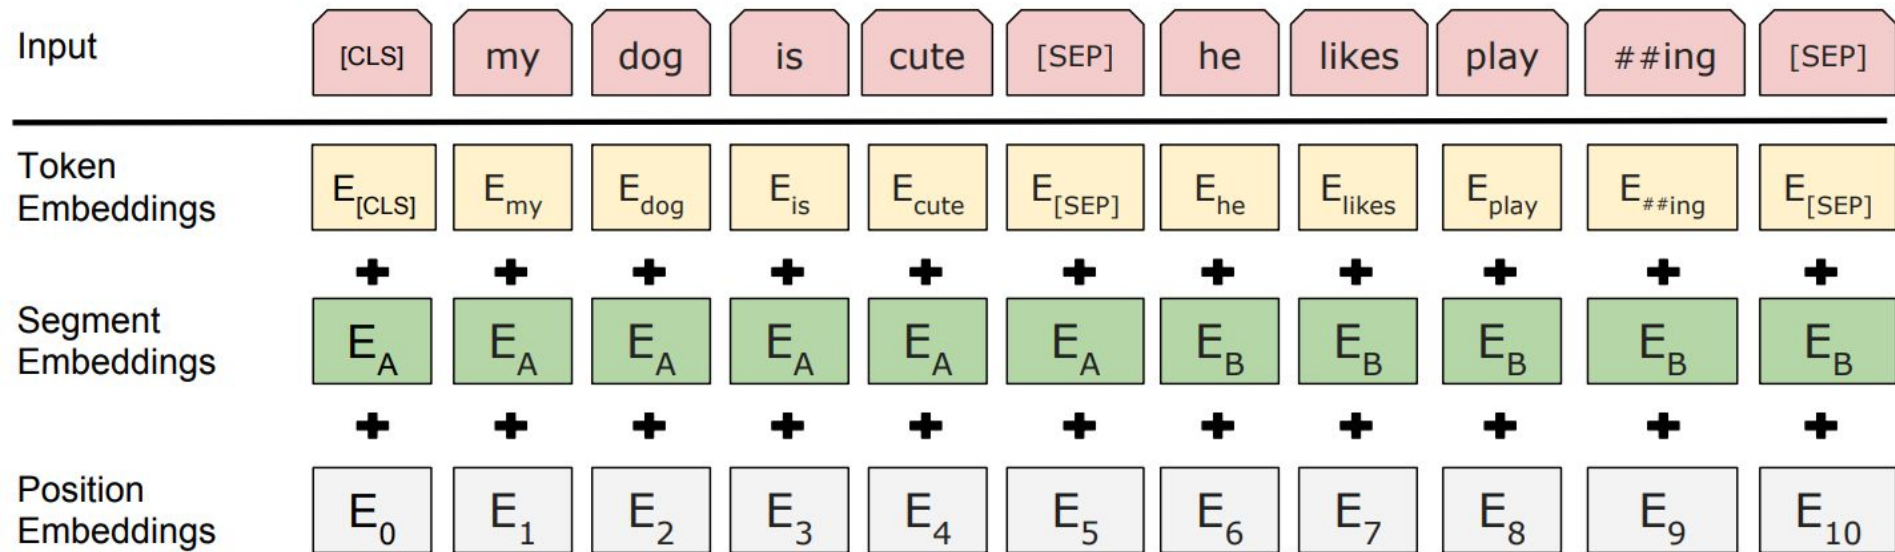 Input [CLS] my dog is cute [SEP] he likes play ##ing [SEP]
Token Embeddings E[CLS] Emy Edog Eis Ecute E[SEP] Ehe Elikes Eplay E##ing E[SEP]
+ + + + + + + + + + +
Segment Embeddings EA EA EA EA EA EA EB EB EB EB EB
+ + + + + + + + + + +
Position Embeddings E0 E1 E2 E3 E4 E5 E6 E7 E8 E9 E10